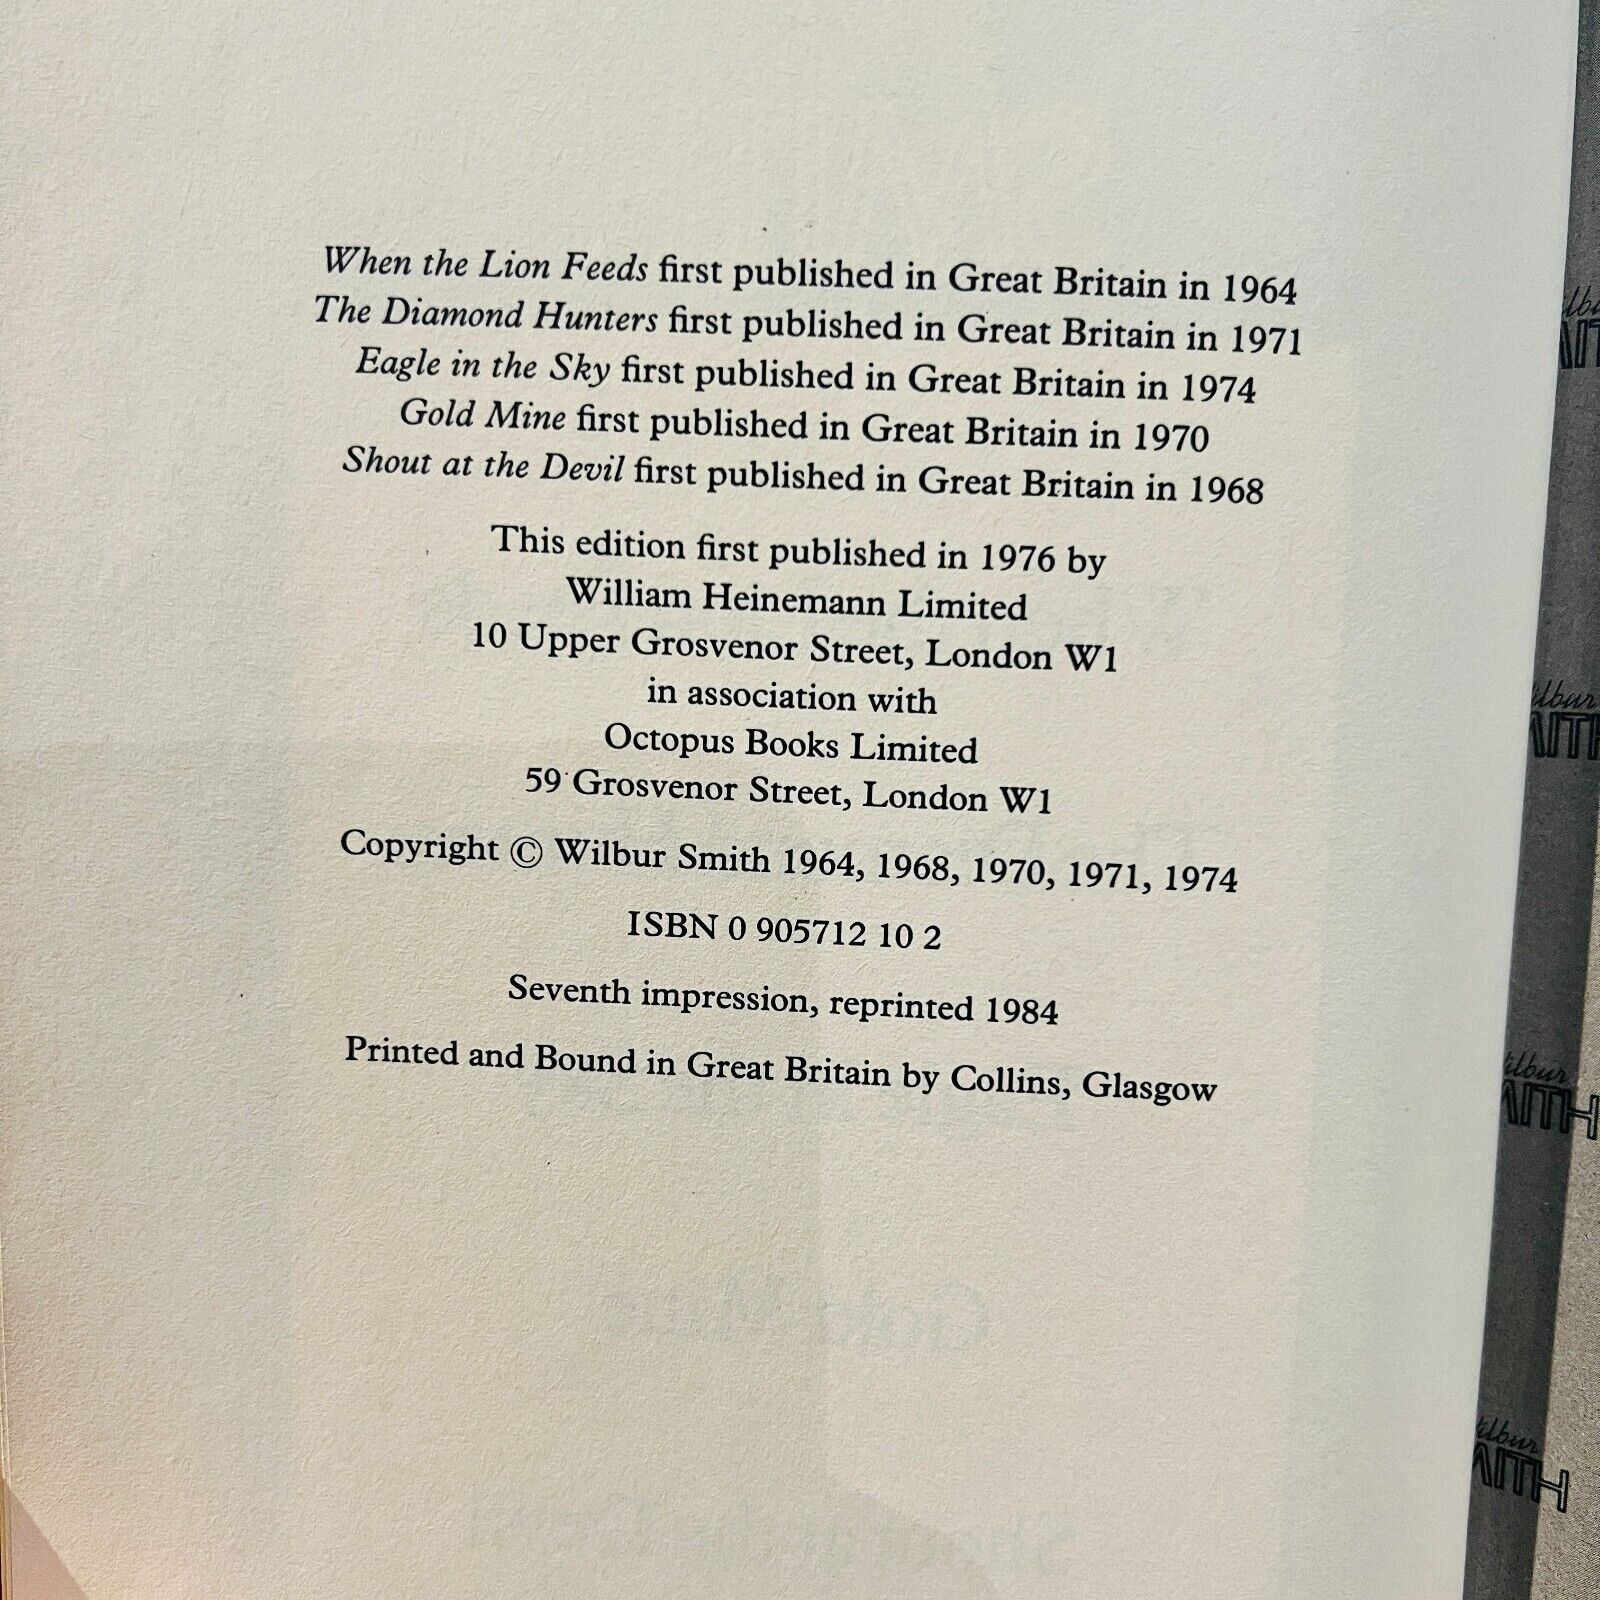 When the Lion Feeds first published in Great Britain in 1964
The Diamond Hunters first published in Great Britain in 1971
Eagle in the Sky first published in Great Britain in 1974
Gold Mine first published in Great Britain in 1970
Shout at the Devil first published in Great Britain in 1968
This edition first published in 1976 by
William Heinemann Limited
10 Upper Grosvenor Street, London W1
in association with
Octopus Books Limited
59 Grosvenor Street, London W1
Copyright © Wilbur Smith 1964, 1968, 1970, 1971, 1974
ISBN 0 905712 10 2
Seventh impression, reprinted 1984
Printed and Bound in Great Britain by Collins, Glasgow